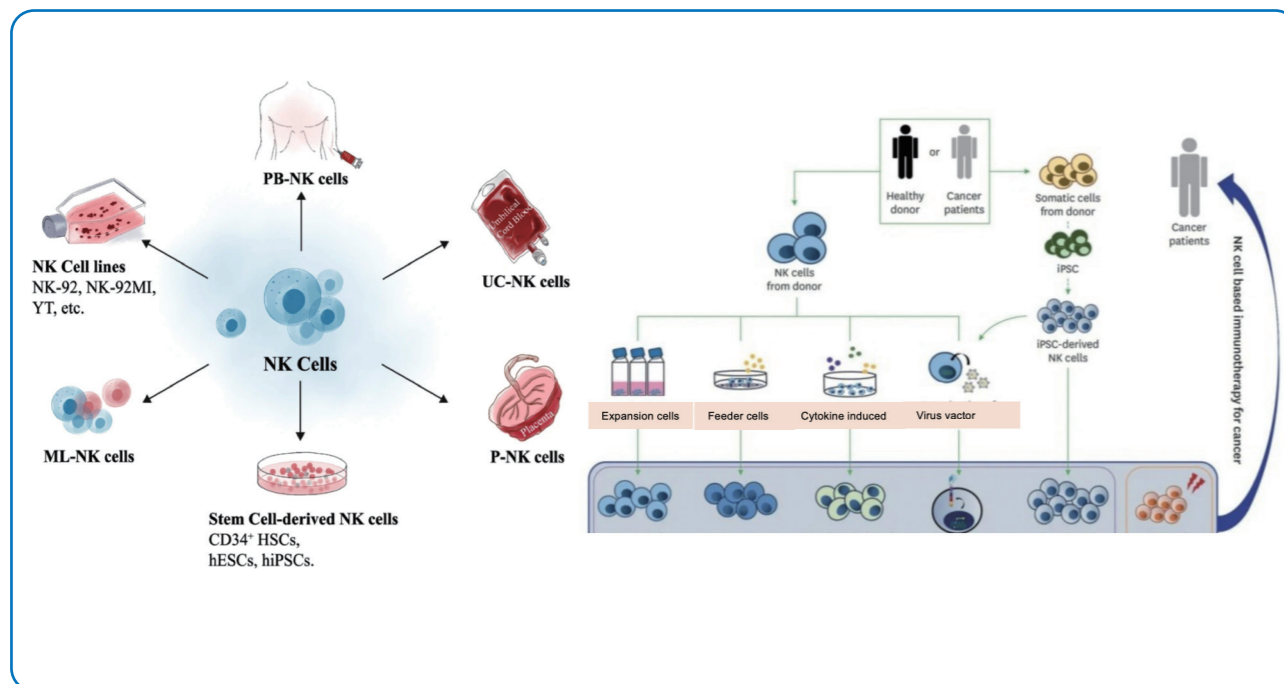 PB-NK cells
NK Cell lines
NK-92, NK-92MI,
YT, etc.
Umbilical
Cord Blood
UC-NK cells
NK Cells
ML-NK cells
Placenta
P-NK cells
Stem Cell-derived NK cells
CD34⁺ HSCs,
hESCs, hiPSCs.
or
Healthy
donor
Cancer
patients
NK cells
from donor
Somatic cells
from donor
iPSC
iPSC-derived
NK cells
Expansion cells
Feeder cells
Cytokine induced
Virus vactor
Cancer
patients
NK cell based immunotherapy for cancer